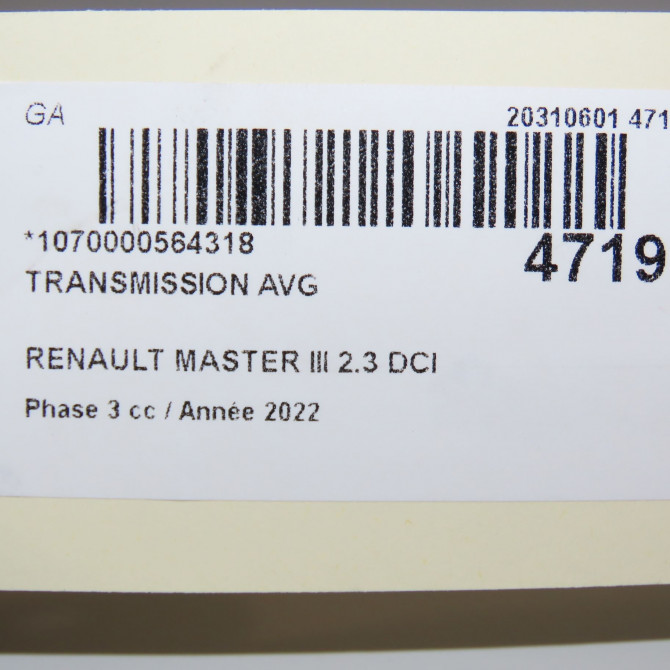 GA
20310601 471
*1070000564318
4719
TRANSMISSION AVG
RENAULT MASTER III 2.3 DCI
Phase 3 cc / Année 2022